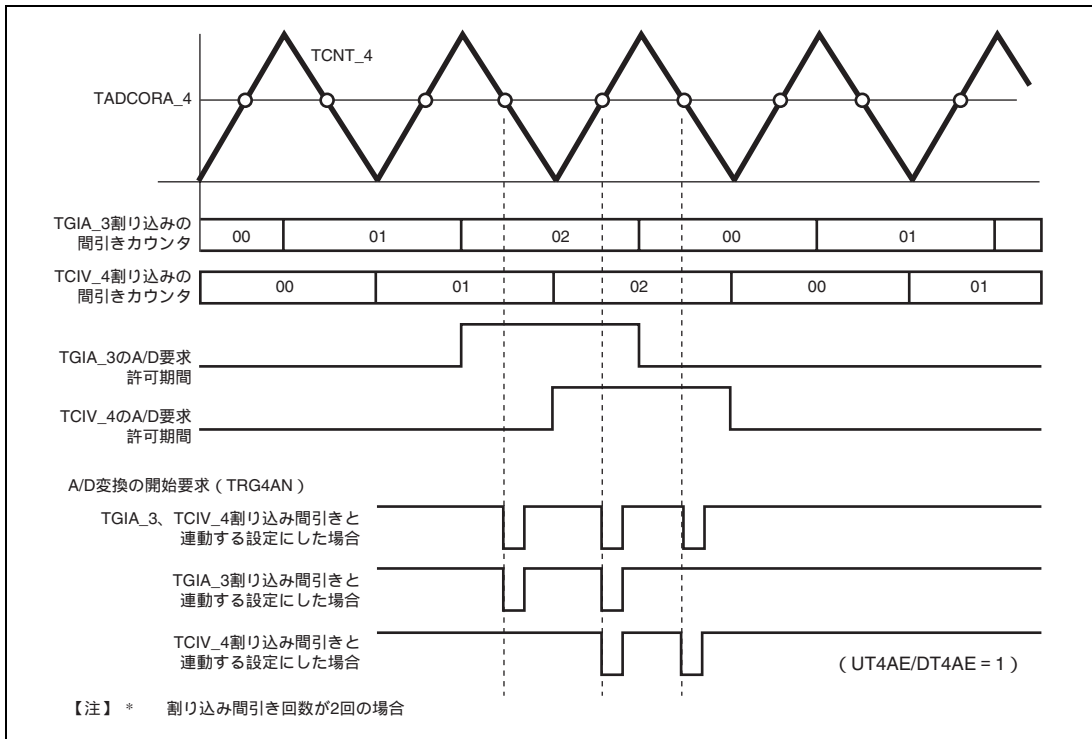 TCNT_4
TADCORA_4
TGIA_3割り込みの
間引きカウンタ
00 01 02 00 01
TCIV_4割り込みの
間引きカウンタ
00 01 02 00 01
TGIA_3のA/D要求
許可期間
TCIV_4のA/D要求
許可期間
A/D変換の開始要求（TRG4AN）
TGIA_3、TCIV_4割り込み間引きと
連動する設定にした場合
TGIA_3割り込み間引きと
連動する設定にした場合
TCIV_4割り込み間引きと
連動する設定にした場合
（UT4AE/DT4AE = 1）
【注】 * 割り込み間引き回数が2回の場合